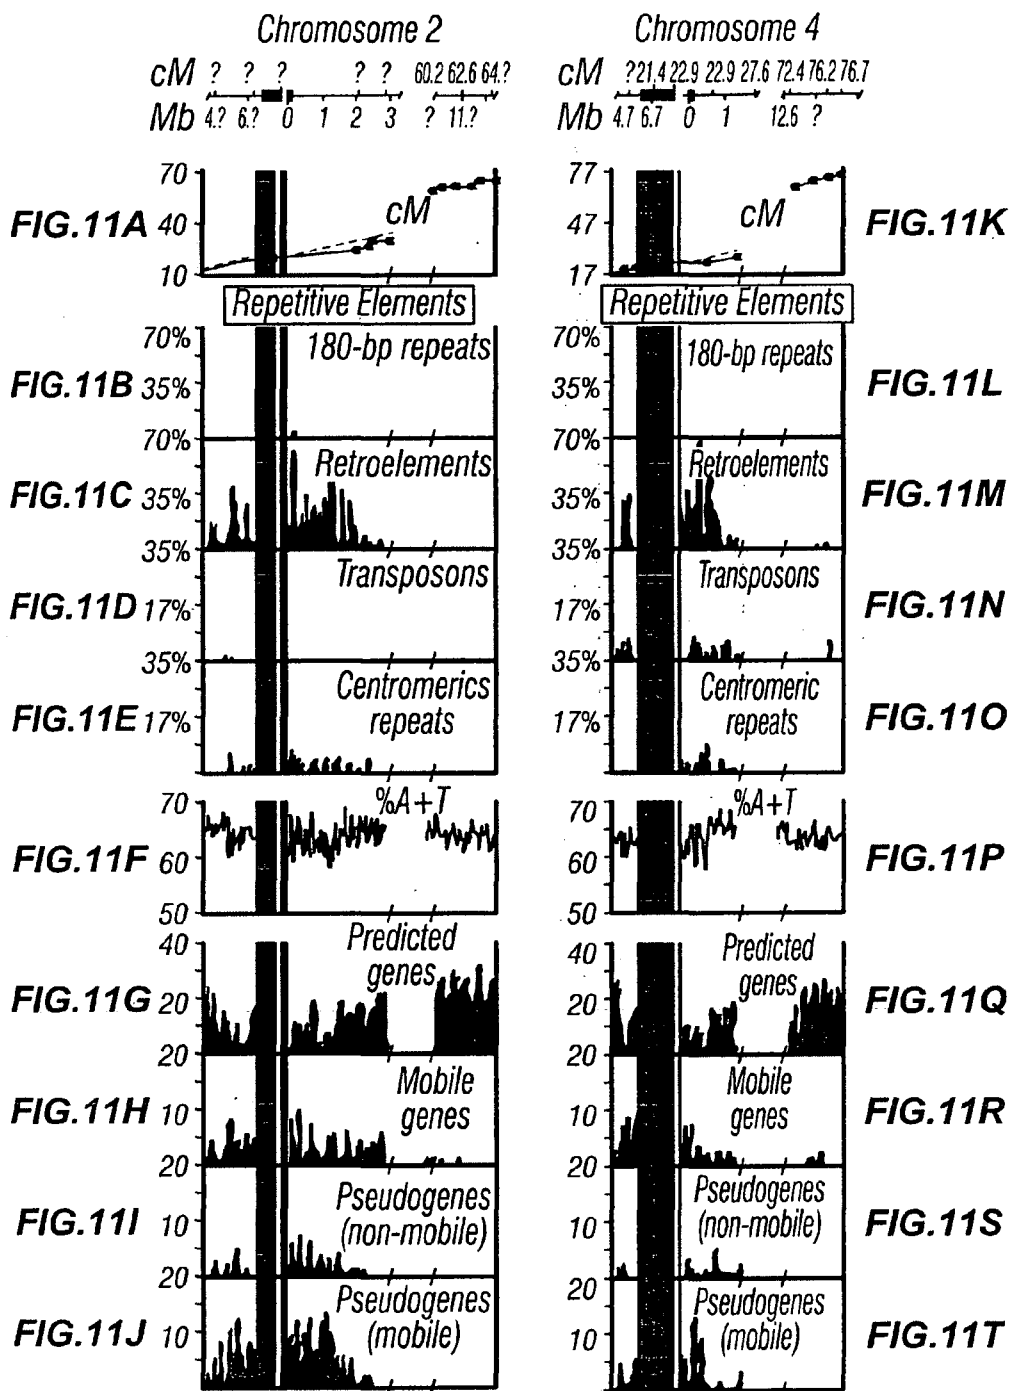 Chromosome 2
cM ? ? ? ? ? 60.2 62.6 64.?
Mb 4.? 6.? 0 1 2 3 ? 11.?
Chromosome 4
cM ? 21.4 22.9 22.9 27.6 72.4 76.2 76.7
Mb 4.7 6.7 0 1 12.6 ?
FIG.11A
70
40
10
cM
77
47
17
cM
FIG.11K
Repetitive Elements
Repetitive Elements
FIG.11B
70%
35%
180-bp repeats
70%
35%
180-bp repeats
FIG.11L
FIG.11C
70%
35%
Retroelements
70%
35%
Retroelements
FIG.11M
FIG.11D
35%
17%
Transposons
35%
17%
Transposons
FIG.11N
FIG.11E
35%
17%
Centromerics
repeats
35%
17%
Centromeric
repeats
FIG.11O
FIG.11F
70
60
50
%A+T
70
60
50
%A+T
FIG.11P
FIG.11G
40
20
Predicted
genes
40
20
Predicted
genes
FIG.11Q
FIG.11H
20
10
Mobile
genes
20
10
Mobile
genes
FIG.11R
FIG.11I
20
10
Pseudogenes
(non-mobile)
20
10
Pseudogenes
(non-mobile)
FIG.11S
FIG.11J
20
10
Pseudogenes
(mobile)
20
10
Pseudogenes
(mobile)
FIG.11T